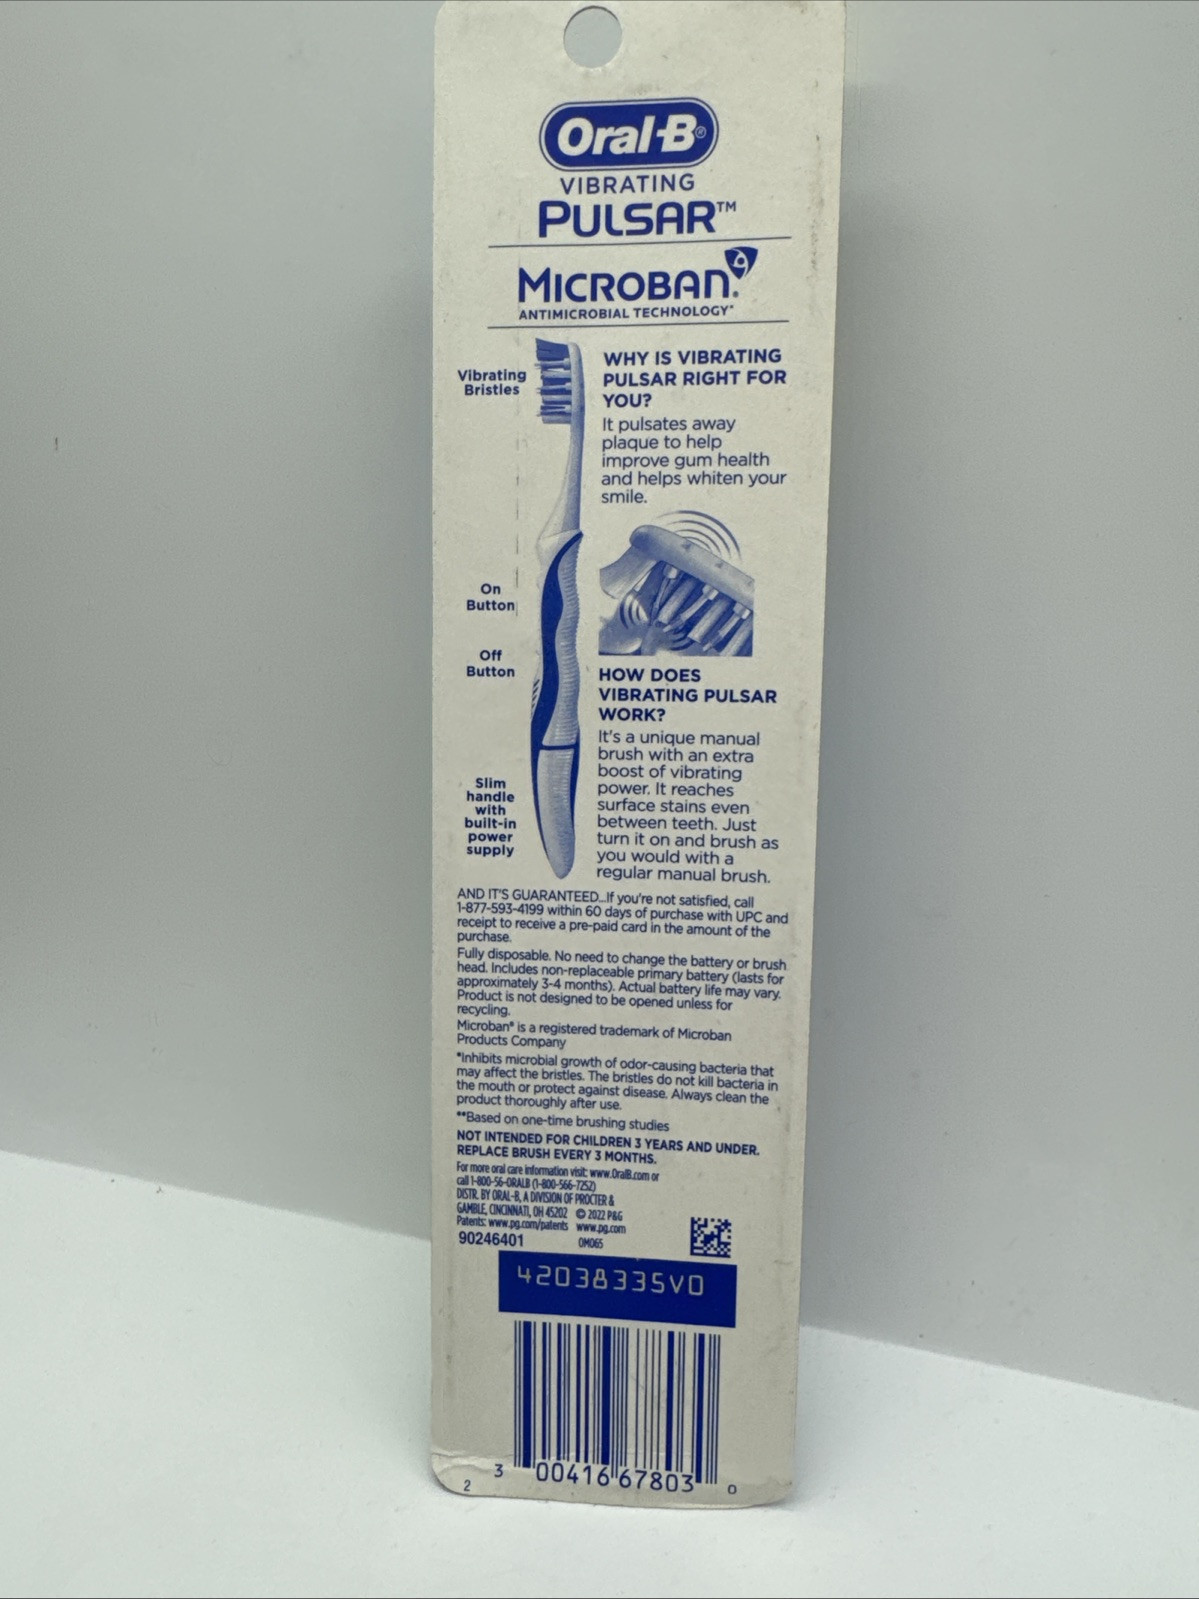 Oral-B®
VIBRATING
PULSAR™
MICROBAN®
ANTIMICROBIAL TECHNOLOGY*
Vibrating
Bristles
WHY IS VIBRATING
PULSAR RIGHT FOR
YOU?
It pulsates away
plaque to help
improve gum health
and helps whiten your
smile.
On
Button
Off
Button
HOW DOES
VIBRATING PULSAR
WORK?
It's a unique manual
brush with an extra
boost of vibrating
power. It reaches
surface stains even
between teeth. Just
turn it on and brush as
you would with a
regular manual brush.
Slim
handle
with
built-in
power
supply
AND IT'S GUARANTEED...If you're not satisfied, call
1-877-593-4199 within 60 days of purchase with UPC and
receipt to receive a pre-paid card in the amount of the
purchase.
Fully disposable. No need to change the battery or brush
head. Includes non-replaceable primary battery (lasts for
approximately 3-4 months). Actual battery life may vary.
Product is not designed to be opened unless for
recycling.
Microban® is a registered trademark of Microban
Products Company
*Inhibits microbial growth of odor-causing bacteria that
may affect the bristles. The bristles do not kill bacteria in
the mouth or protect against disease. Always clean the
product thoroughly after use.
**Based on one-time brushing studies
NOT INTENDED FOR CHILDREN 3 YEARS AND UNDER.
REPLACE BRUSH EVERY 3 MONTHS.
For more oral care information visit: www.OralB.com or
call 1-800-56-ORALB (1-800-566-7252)
DISTR. BY ORAL-B, A DIVISION OF PROCTER &
GAMBLE, CINCINNATI, OH 45202 © 2022 P&G
Patents: www.pg.com/patents www.pg.com
90246401 OM065
42038335V0
3 00416 67803 0
2